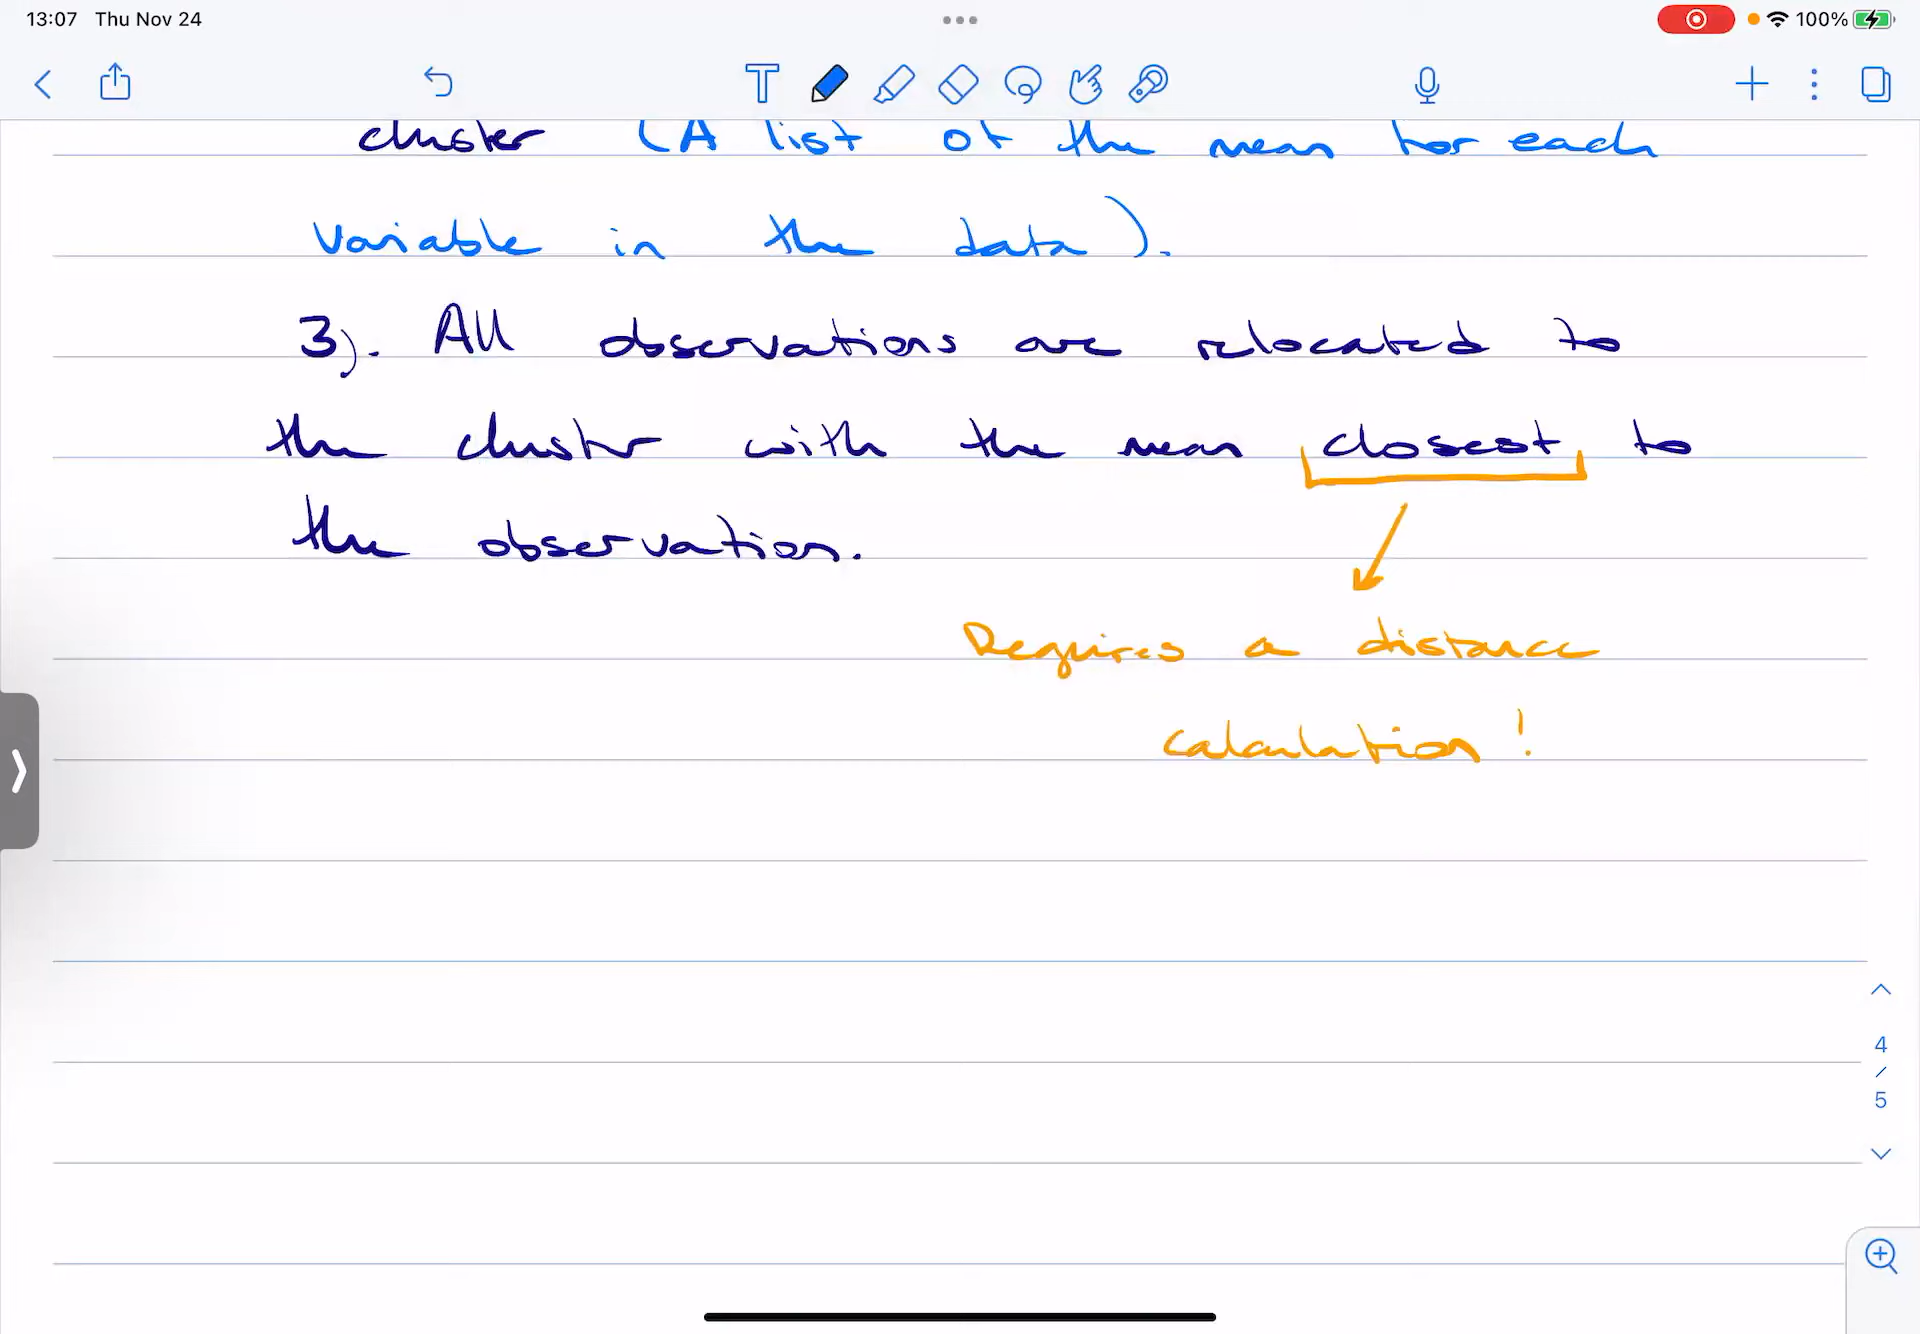 13:07 Thu Nov 24
100%
cluster (A list of the mean for each
variable in the data).
3). All observations are relocated to
the cluster with the mean closest to
the observation.
Requires a distance
calculation!
4
/
5